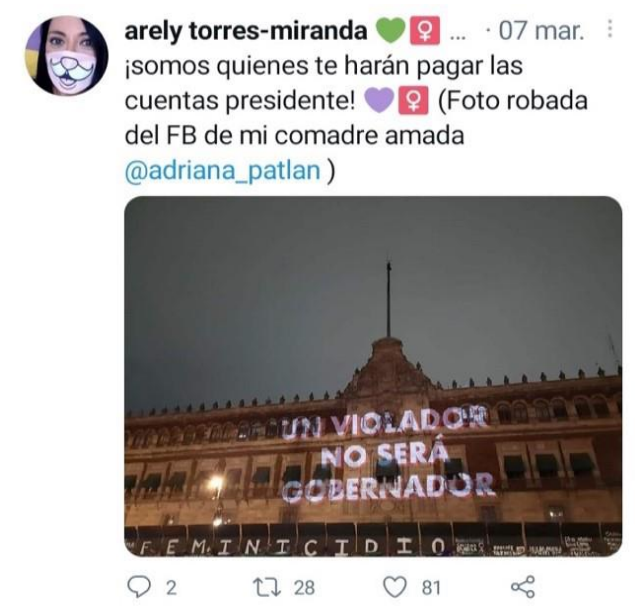 arely torres-miranda 💚♀️ ... · 07 mar.
¡somos quienes te harán pagar las
cuentas presidente! 💜♀️ (Foto robada
del FB de mi comadre amada
@adriana_patlan )
UN VIOLADOR
NO SERÁ
GOBERNADOR
FEMINICIDIO
2 28 81